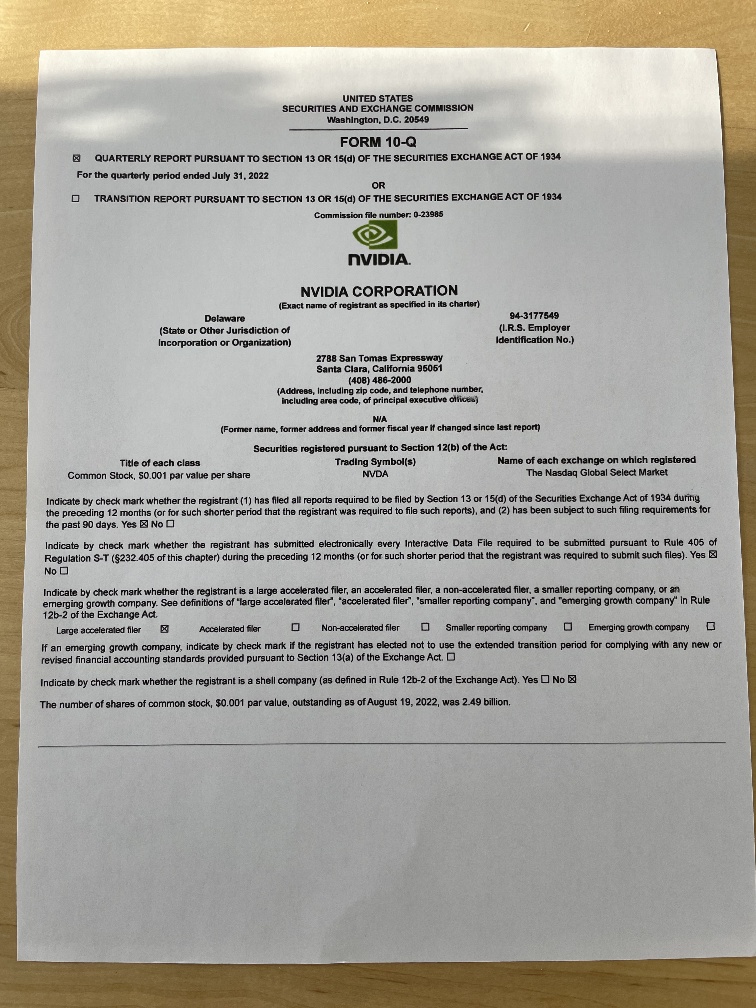 UNITED STATES
SECURITIES AND EXCHANGE COMMISSION
Washington, D.C. 20549
FORM 10-Q
☒ QUARTERLY REPORT PURSUANT TO SECTION 13 OR 15(d) OF THE SECURITIES EXCHANGE ACT OF 1934
For the quarterly period ended July 31, 2022
OR
☐ TRANSITION REPORT PURSUANT TO SECTION 13 OR 15(d) OF THE SECURITIES EXCHANGE ACT OF 1934
Commission file number: 0-23985
NVIDIA.
NVIDIA CORPORATION
(Exact name of registrant as specified in its charter)
Delaware 94-3177549
(State or Other Jurisdiction of (I.R.S. Employer
Incorporation or Organization) Identification No.)
2788 San Tomas Expressway
Santa Clara, California 95051
(408) 486-2000
(Address, including zip code, and telephone number,
including area code, of principal executive offices)
N/A
(Former name, former address and former fiscal year if changed since last report)
Securities registered pursuant to Section 12(b) of the Act:
Title of each class Trading Symbol(s) Name of each exchange on which registered
Common Stock, $0.001 par value per share NVDA The Nasdaq Global Select Market
Indicate by check mark whether the registrant (1) has filed all reports required to be filed by Section 13 or 15(d) of the Securities Exchange Act of 1934 during
the preceding 12 months (or for such shorter period that the registrant was required to file such reports), and (2) has been subject to such filing requirements for
the past 90 days. Yes ☒ No ☐
Indicate by check mark whether the registrant has submitted electronically every Interactive Data File required to be submitted pursuant to Rule 405 of
Regulation S-T (§232.405 of this chapter) during the preceding 12 months (or for such shorter period that the registrant was required to submit such files). Yes ☒
No ☐
Indicate by check mark whether the registrant is a large accelerated filer, an accelerated filer, a non-accelerated filer, a smaller reporting company, or an
emerging growth company. See definitions of "large accelerated filer", "accelerated filer", "smaller reporting company", and "emerging growth company" in Rule
12b-2 of the Exchange Act.
Large accelerated filer ☒ Accelerated filer ☐ Non-accelerated filer ☐ Smaller reporting company ☐ Emerging growth company ☐
If an emerging growth company, indicate by check mark if the registrant has elected not to use the extended transition period for complying with any new or
revised financial accounting standards provided pursuant to Section 13(a) of the Exchange Act. ☐
Indicate by check mark whether the registrant is a shell company (as defined in Rule 12b-2 of the Exchange Act). Yes ☐ No ☒
The number of shares of common stock, $0.001 par value, outstanding as of August 19, 2022, was 2.49 billion.